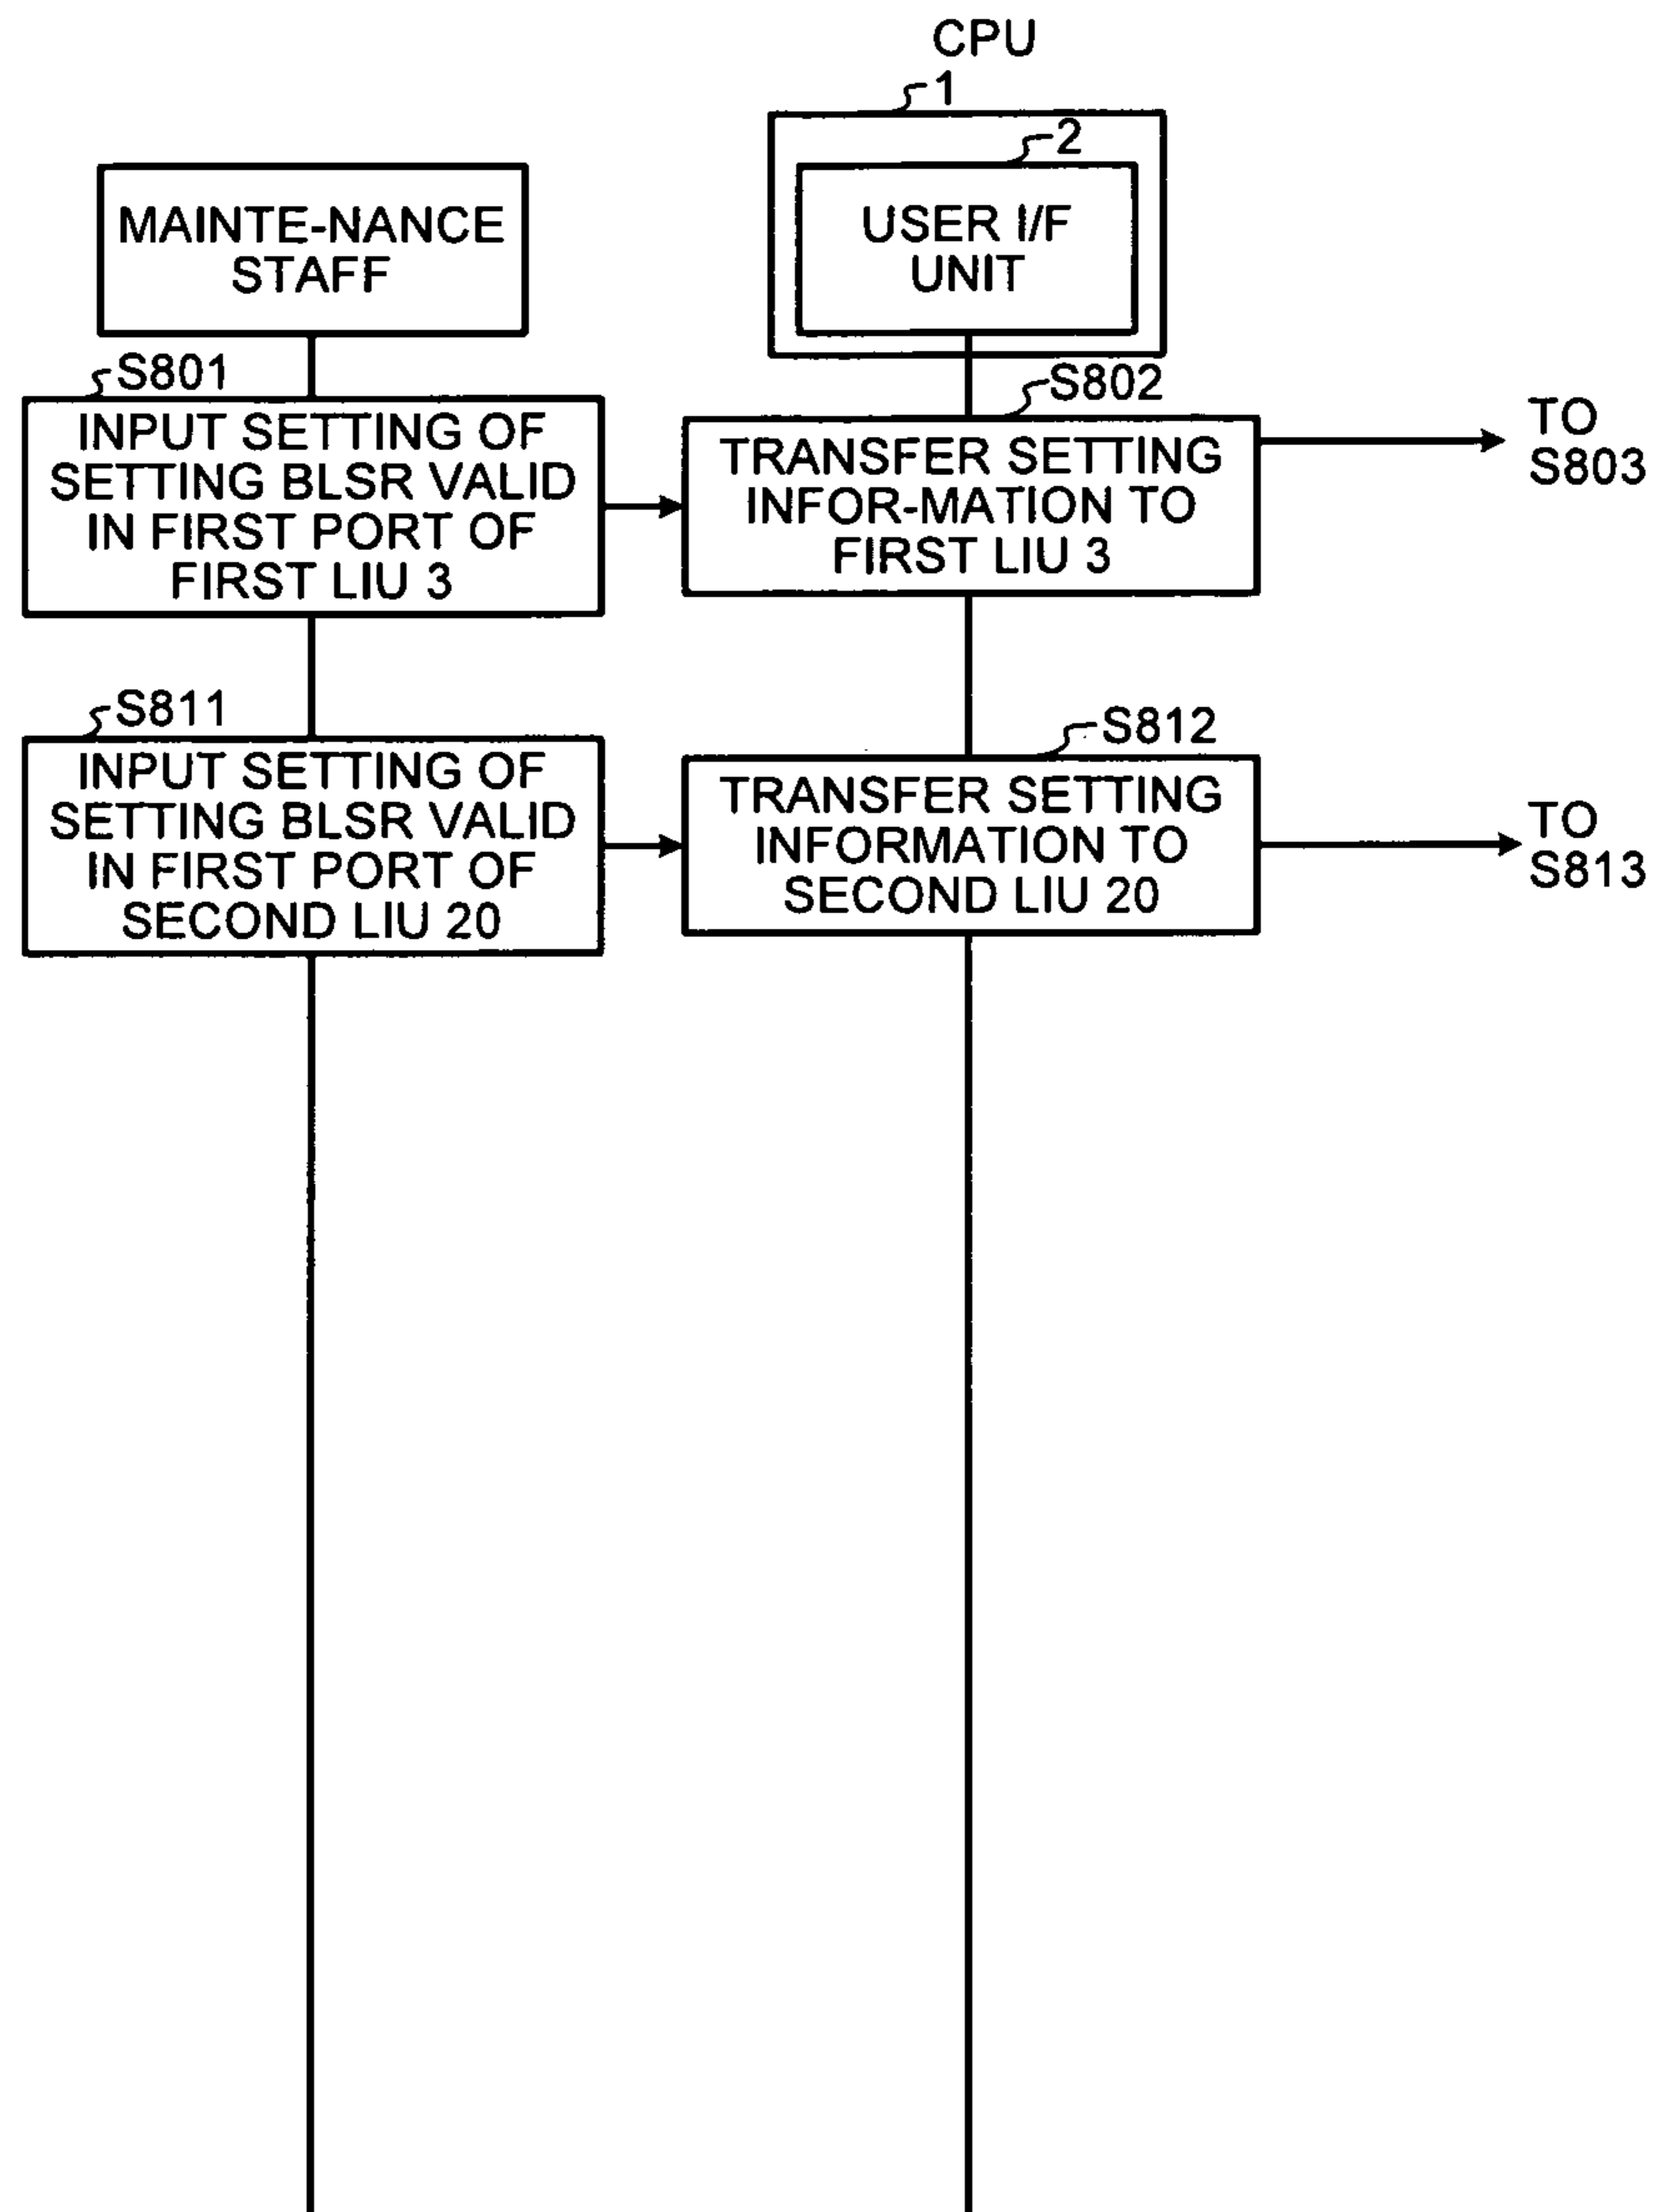 CPU
1
2
MAINTE-NANCE
STAFF
USER I/F
UNIT
S801
INPUT SETTING OF
SETTING BLSR VALID
IN FIRST PORT OF
FIRST LIU 3
S802
TRANSFER SETTING
INFOR-MATION TO
FIRST LIU 3
TO
S803
S811
INPUT SETTING OF
SETTING BLSR VALID
IN FIRST PORT OF
SECOND LIU 20
S812
TRANSFER SETTING
INFORMATION TO
SECOND LIU 20
TO
S813